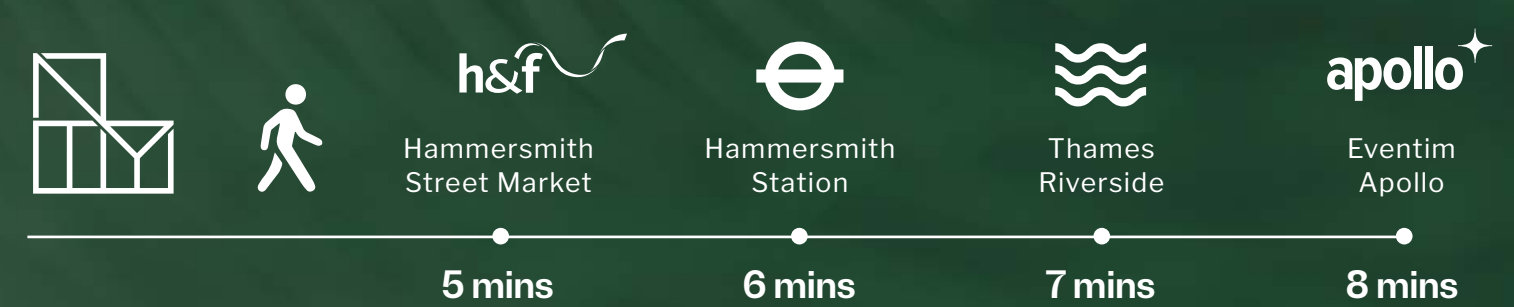 h&f
apollo
Hammersmith
Street Market
Hammersmith
Station
Thames
Riverside
Eventim
Apollo
5 mins
6 mins
7 mins
8 mins